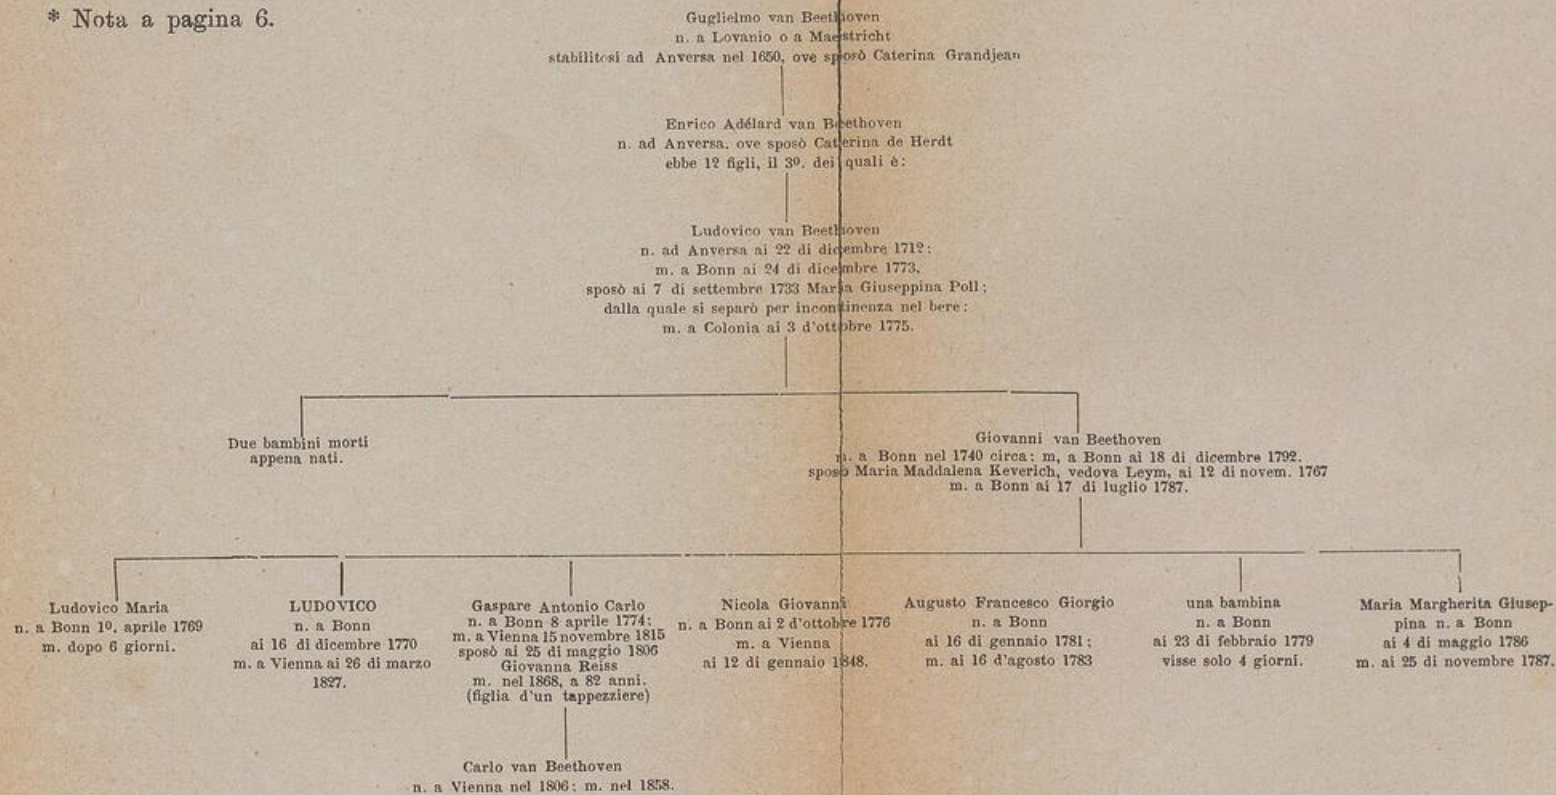 * Nota a pagina 6.
Guglielmo van Beethoven
n. a Lovanio o a Maestricht
stabilitosi ad Anversa nel 1650, ove sposò Caterina Grandjean
Enrico Adélard van Beethoven
n. ad Anversa, ove sposò Caterina de Herdt
ebbe 12 figli, il 3º. dei quali è:
Ludovico van Beethoven
n. ad Anversa ai 22 di dicembre 1712;
m. a Bonn ai 24 di dicembre 1773,
sposò ai 7 di settembre 1733 Maria Giuseppina Poll;
dalla quale si separò per incontinenza nel bere:
m. a Colonia ai 3 d'ottobre 1775.
Due bambini morti
appena nati.
Giovanni van Beethoven
n. a Bonn nel 1740 circa: m, a Bonn ai 18 di dicembre 1792.
sposò Maria Maddalena Keverich, vedova Leym, ai 12 di novem. 1767
m. a Bonn ai 17 di luglio 1787.
Ludovico Maria
n. a Bonn 1º, aprile 1769
m. dopo 6 giorni.
LUDOVICO
n. a Bonn
ai 16 di dicembre 1770
m. a Vienna ai 26 di marzo
1827.
Gaspare Antonio Carlo
n. a Bonn 8 aprile 1774;
m. a Vienna 15 novembre 1815
sposò ai 25 di maggio 1806
Giovanna Reiss
m. nel 1868, a 82 anni.
(figlia d'un tappezziere)
Nicola Giovanni
n. a Bonn ai 2 d'ottobre 1776
m. a Vienna
ai 12 di gennaio 1848.
Augusto Francesco Giorgio
n. a Bonn
ai 16 di gennaio 1781;
m. ai 16 d'agosto 1783
una bambina
n. a Bonn
ai 23 di febbraio 1779
visse solo 4 giorni.
Maria Margherita Giusep-
pina n. a Bonn
ai 4 di maggio 1786
m. ai 25 di novembre 1787.
Carlo van Beethoven
n. a Vienna nel 1806; m. nel 1858.